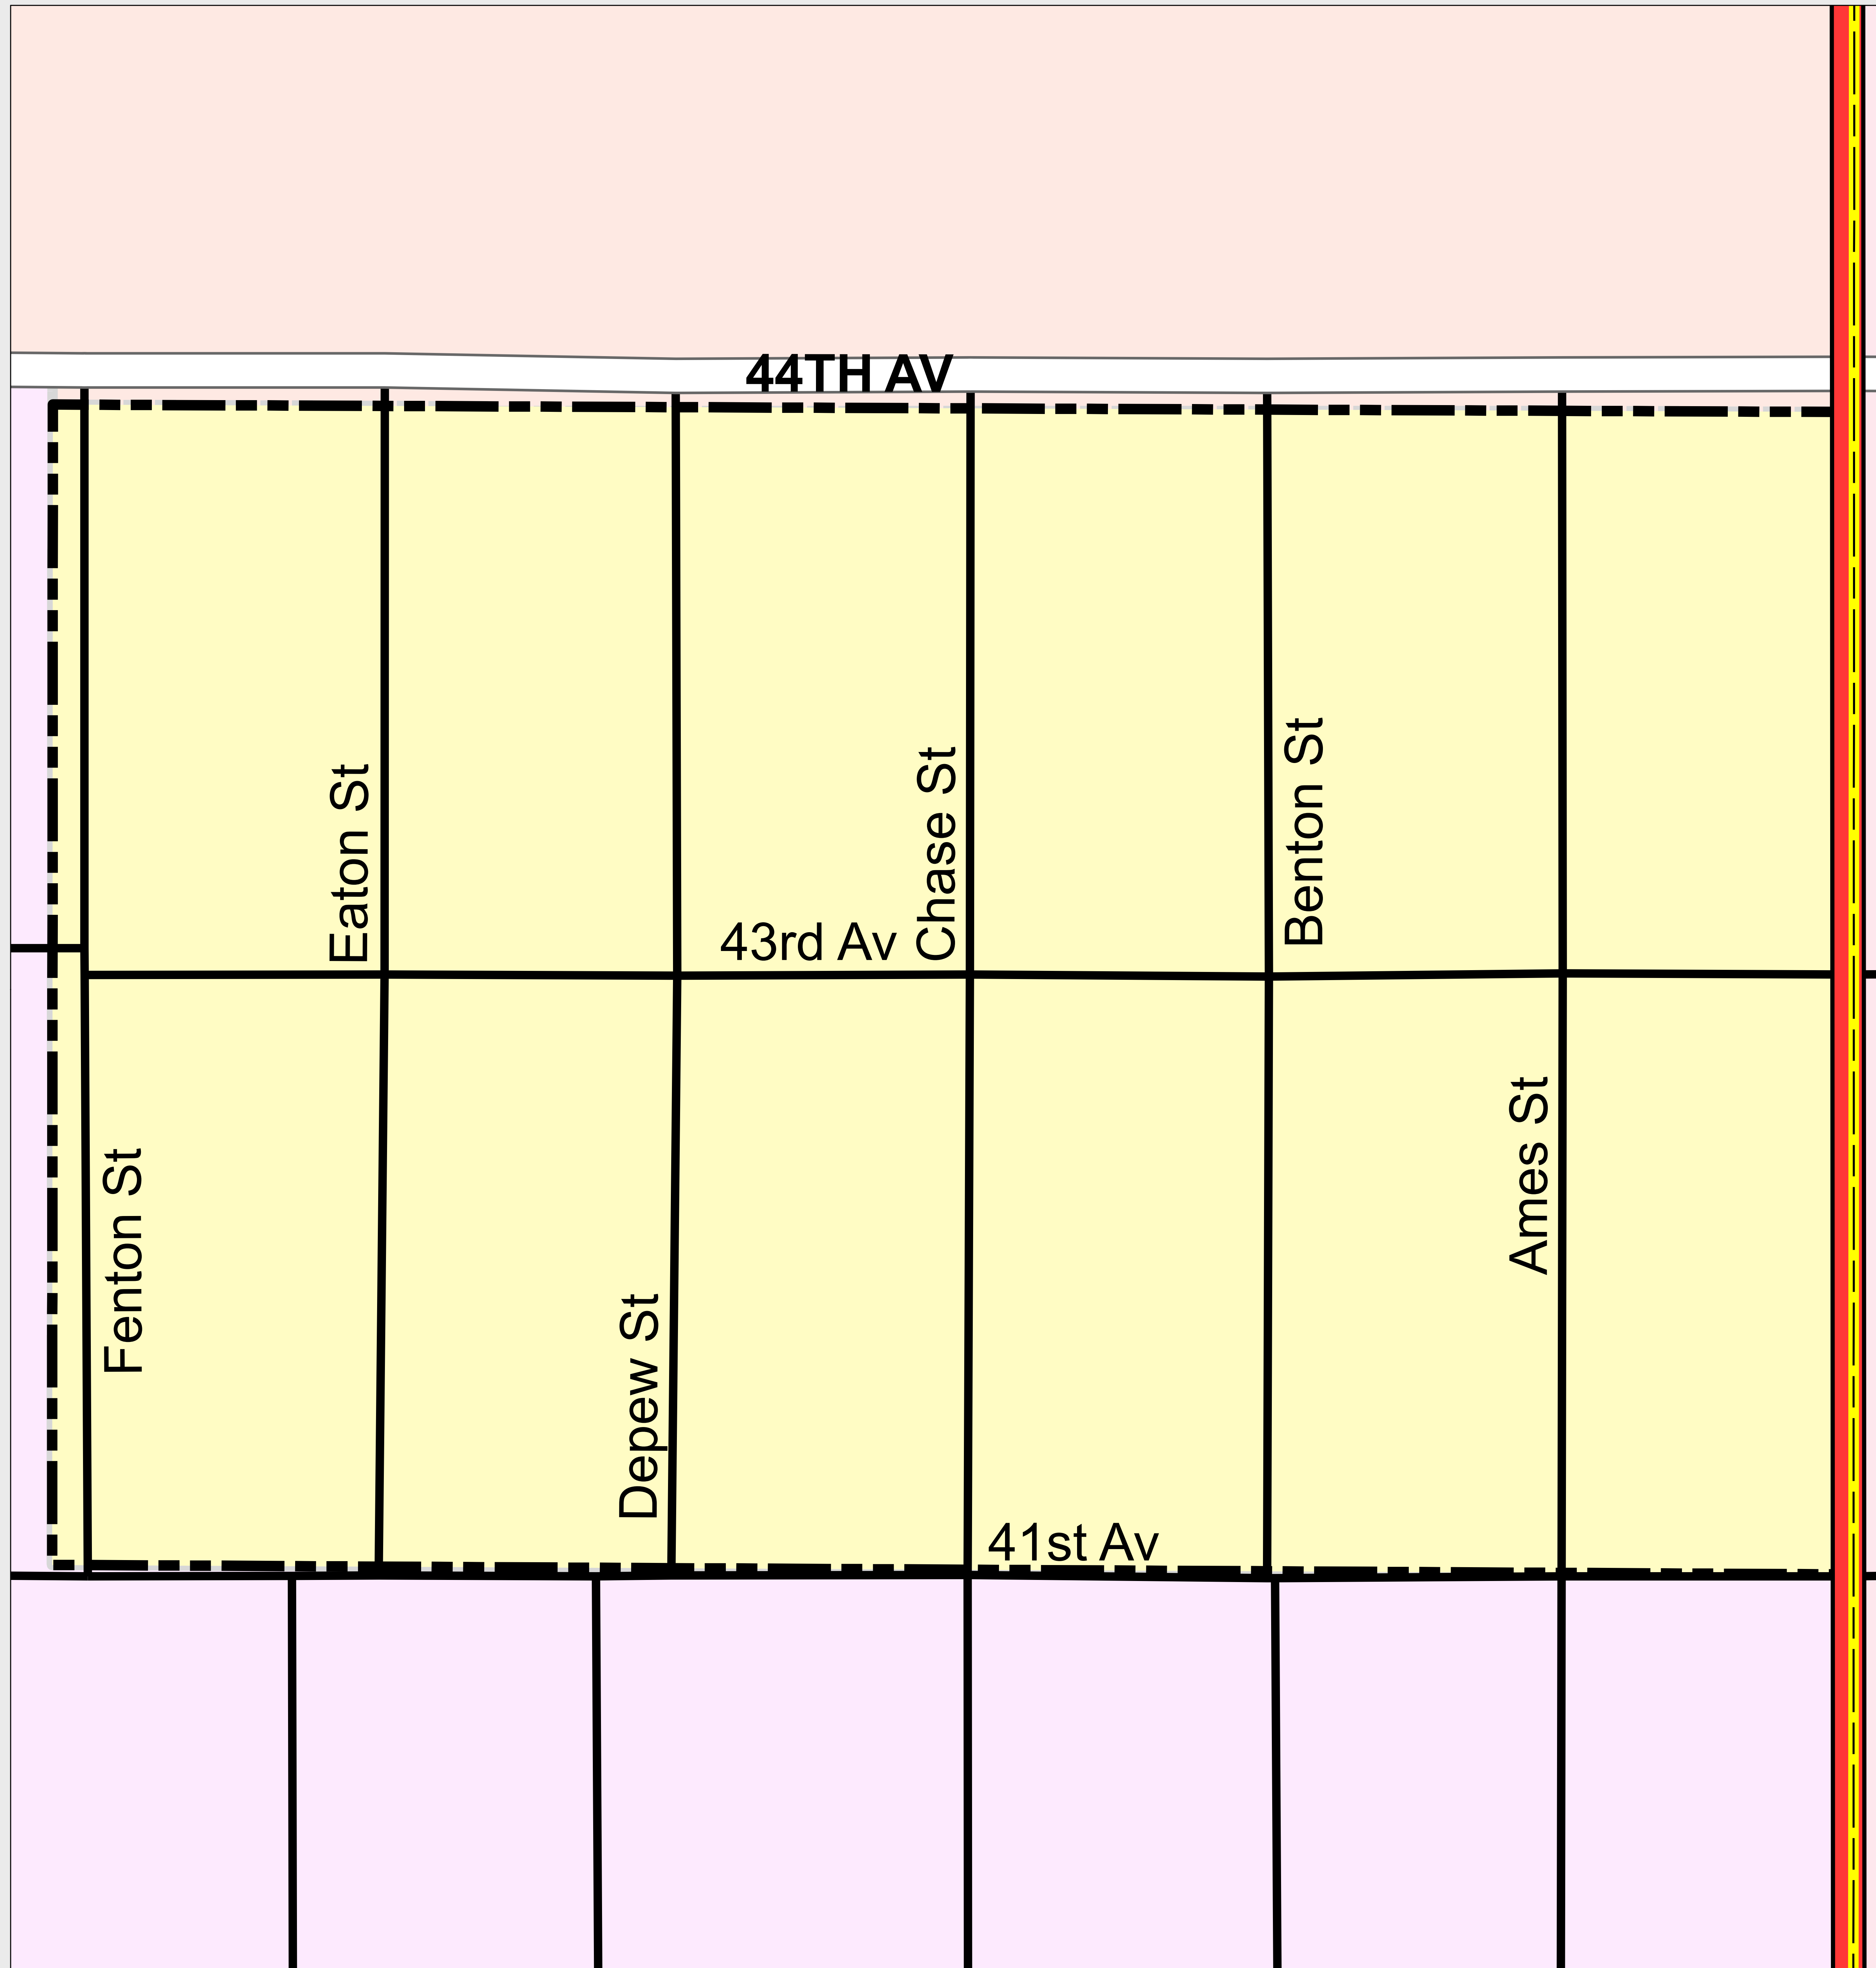 44TH AV
Eaton St
Chase St
Benton St
43rd Av
Fenton St
Depew St
Ames St
41st Av